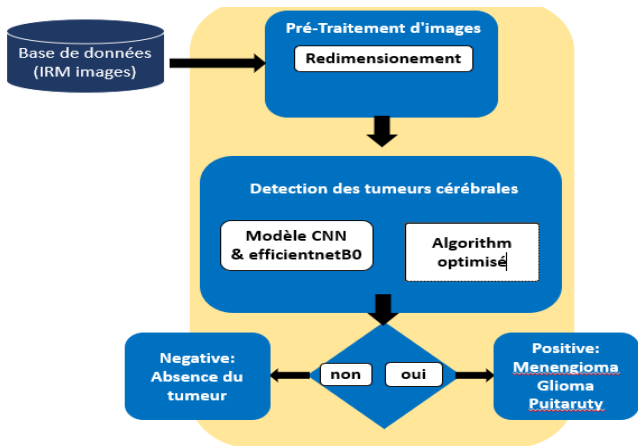 Base de données
(IRM images)
Pré-Traitement d'images
Redimensionement
Detection des tumeurs cérébrales
Modèle CNN
& efficientnetB0
Algorithm
optimisé
non
oui
Negative:
Absence du
tumeur
Positive:
Menengioma
Glioma
Puitaruty